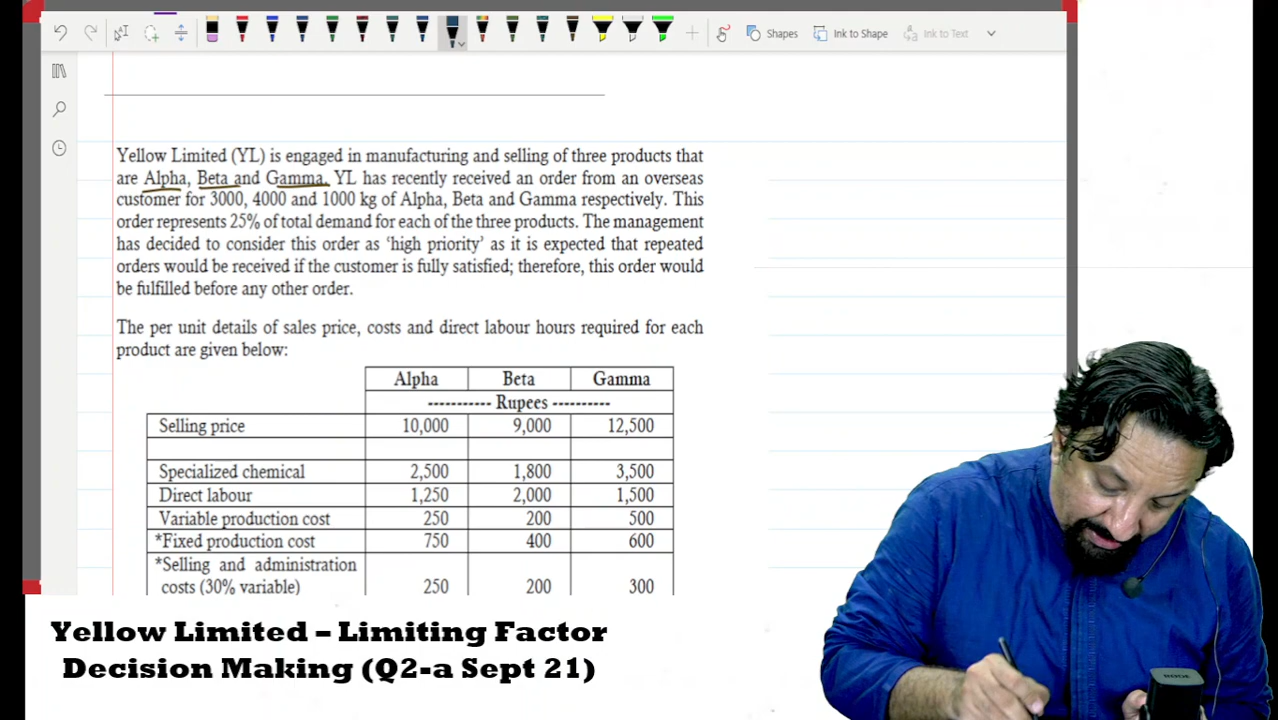 Shapes Ink to Shape Ink to Text
Yellow Limited (YL) is engaged in manufacturing and selling of three products that
are Alpha, Beta and Gamma. YL has recently received an order from an overseas
customer for 3000, 4000 and 1000 kg of Alpha, Beta and Gamma respectively. This
order represents 25% of total demand for each of the three products. The management
has decided to consider this order as ‘high priority’ as it is expected that repeated
orders would be received if the customer is fully satisfied; therefore, this order would
be fulfilled before any other order.
The per unit details of sales price, costs and direct labour hours required for each
product are given below:
Alpha Beta Gamma
----------- Rupees ----------
Selling price 10,000 9,000 12,500
Specialized chemical 2,500 1,800 3,500
Direct labour 1,250 2,000 1,500
Variable production cost 250 200 500
*Fixed production cost 750 400 600
*Selling and administration
costs (30% variable) 250 200 300
Yellow Limited – Limiting Factor
Decision Making (Q2-a Sept 21)
RODE